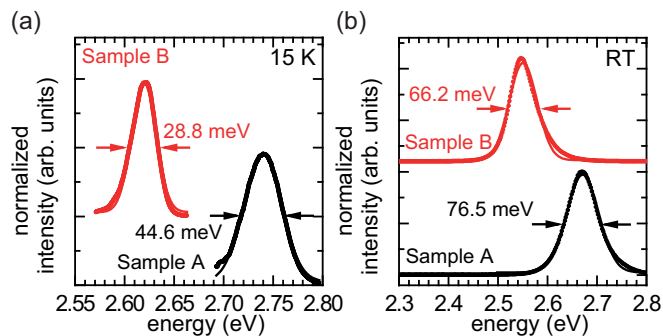 (a)
Sample B
15 K
28.8 meV
44.6 meV
Sample A
normalized
intensity (arb. units)
2.55 2.60 2.65 2.70 2.75 2.80
energy (eV)
(b)
RT
66.2 meV
Sample B
76.5 meV
Sample A
normalized
intensity (arb. units)
2.3 2.4 2.5 2.6 2.7 2.8
energy (eV)